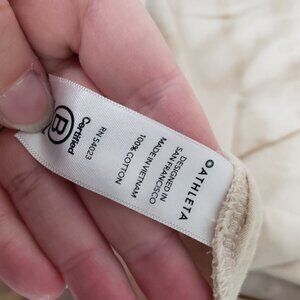 ATHLETA
DESIGNED IN
SAN FRANCISCO
MADE IN VIETNAM
100% COTTON
RN 54023
B
Certified